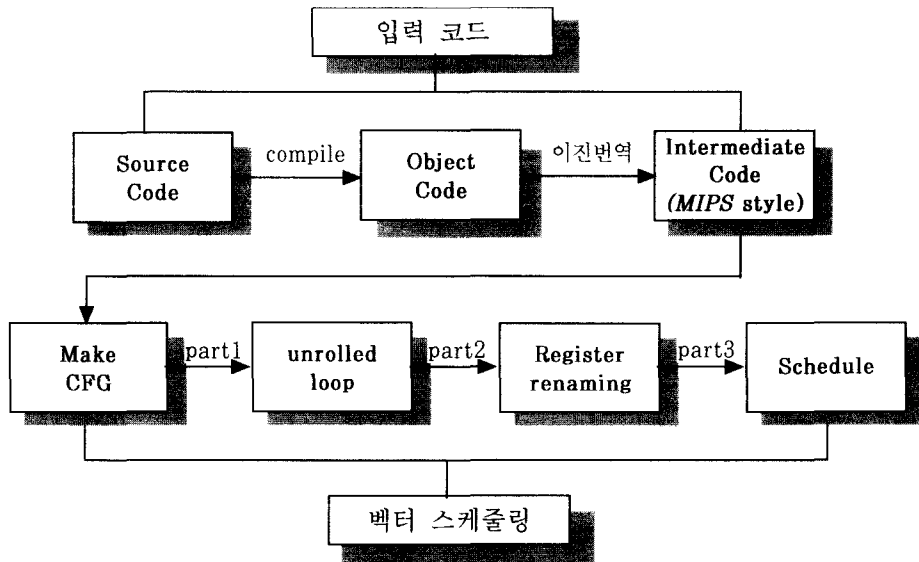 입력 코드
Source
Code
compile
Object
Code
이진번역
Intermediate
Code
(MIPS style)
Make
CFG
part1
unrolled
loop
part2
Register
renaming
part3
Schedule
벡터 스케줄링